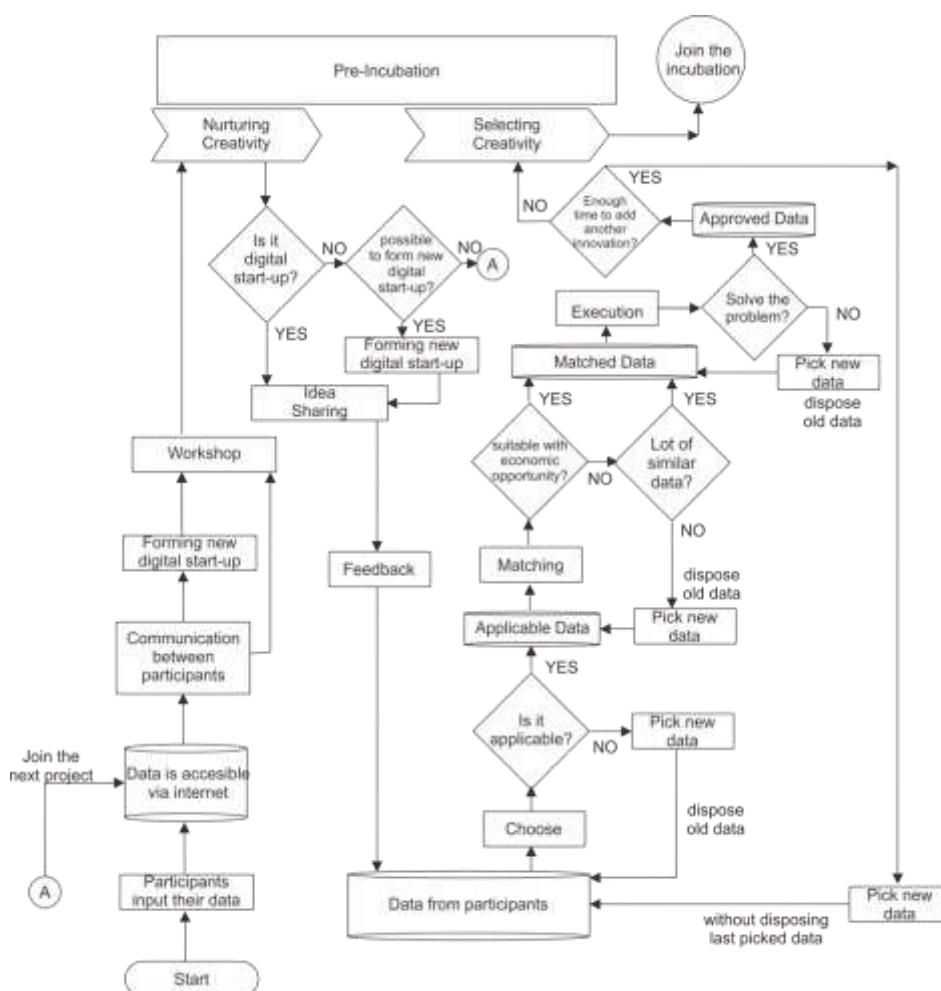 Pre-Incubation
Join the
incubation
Nurturing
Creativity
Selecting
Creativity
YES
NO
Enough
time to add
another
innovation?
Approved Data
YES
Is it
digital
start-up?
NO
possible
to form new
digital
start-up?
NO
A
Execution
Solve the
problem?
NO
YES
YES
Forming new
digital start-up
Matched Data
Pick new
data
dispose
old data
Idea
Sharing
YES
YES
Workshop
suitable with
economic
opportunity?
NO
Lot of
similar
data?
NO
Forming new
digital start-up
Feedback
Matching
dispose
old data
Communication
between
participants
Applicable Data
Pick new
data
YES
Is it
applicable?
NO
Pick new
data
Join the
next project
Data is accesible
via internet
Choose
dispose
old data
A
Participants
input their data
Data from participants
without disposing
last picked data
Pick new
data
Start